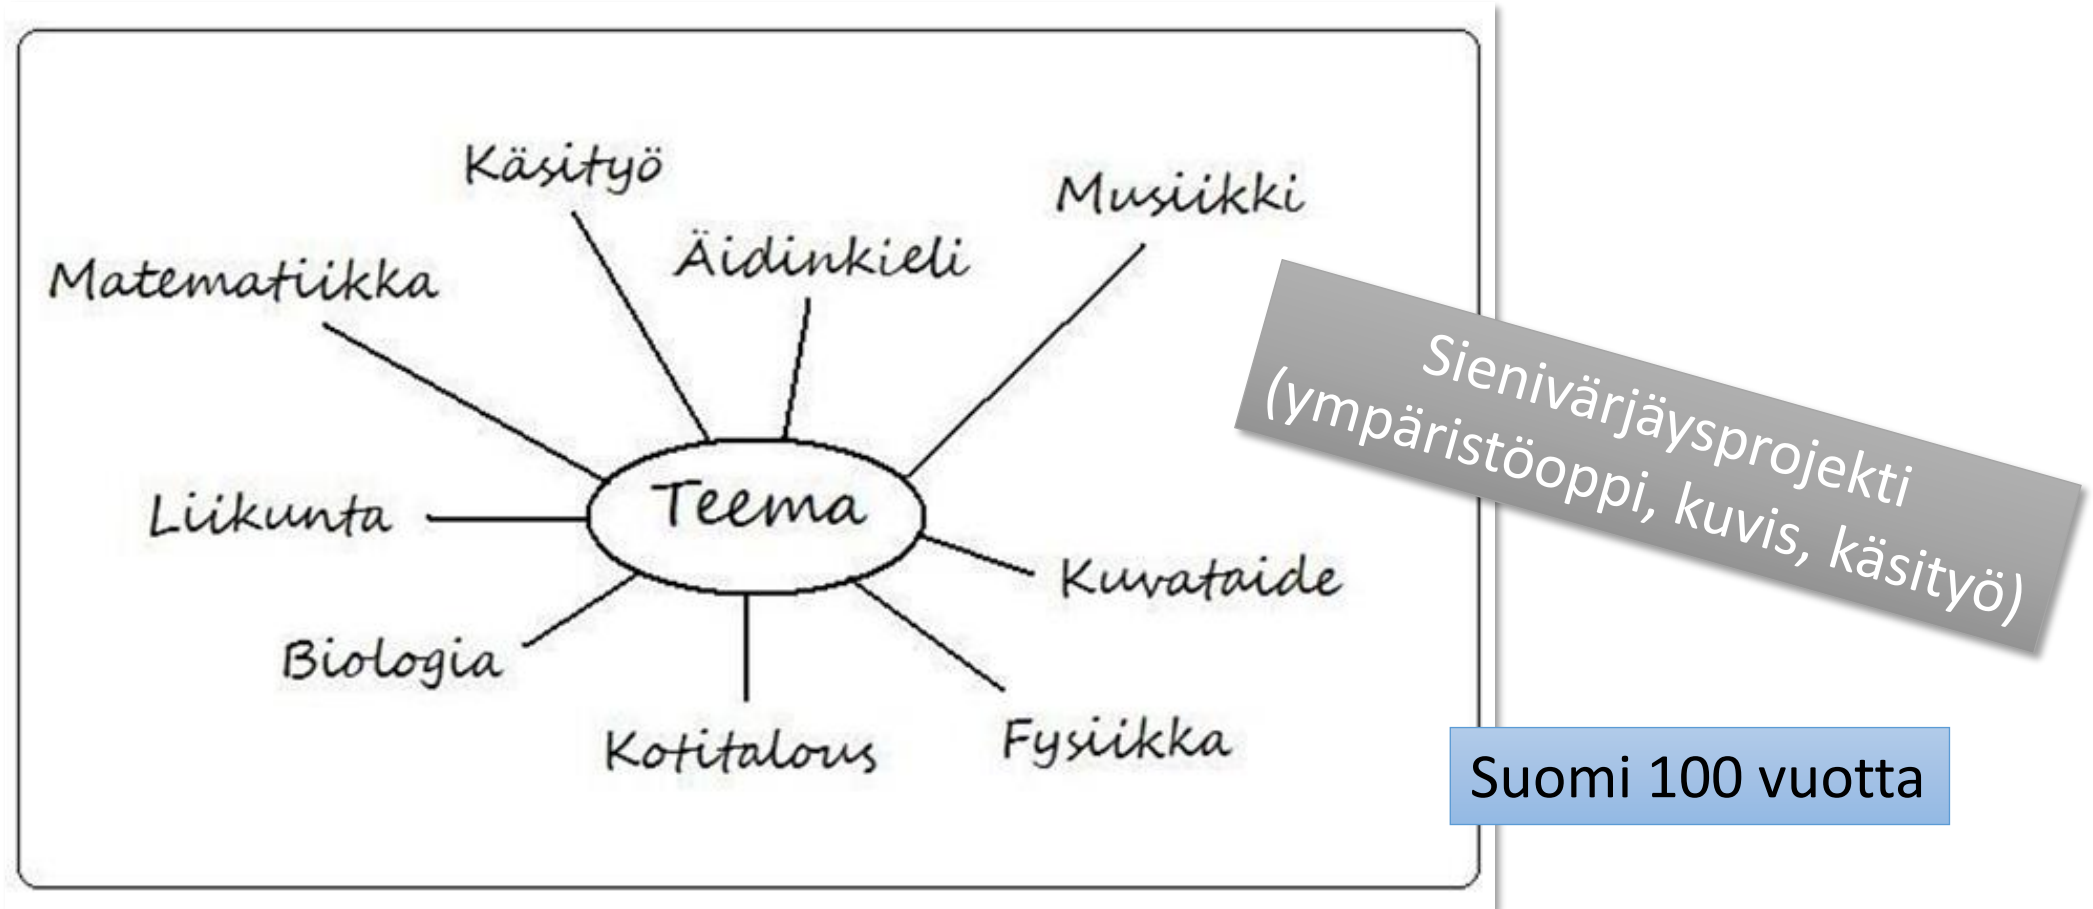 Käsityö
Musiikki
Äidinkieli
Matematiikka
Sienivärjäysprojekti
(ympäristöoppi, kuvis, käsityö)
Liikunta
Teema
Kuvataide
Biologia
Kotitalous
Fysiikka
Suomi 100 vuotta